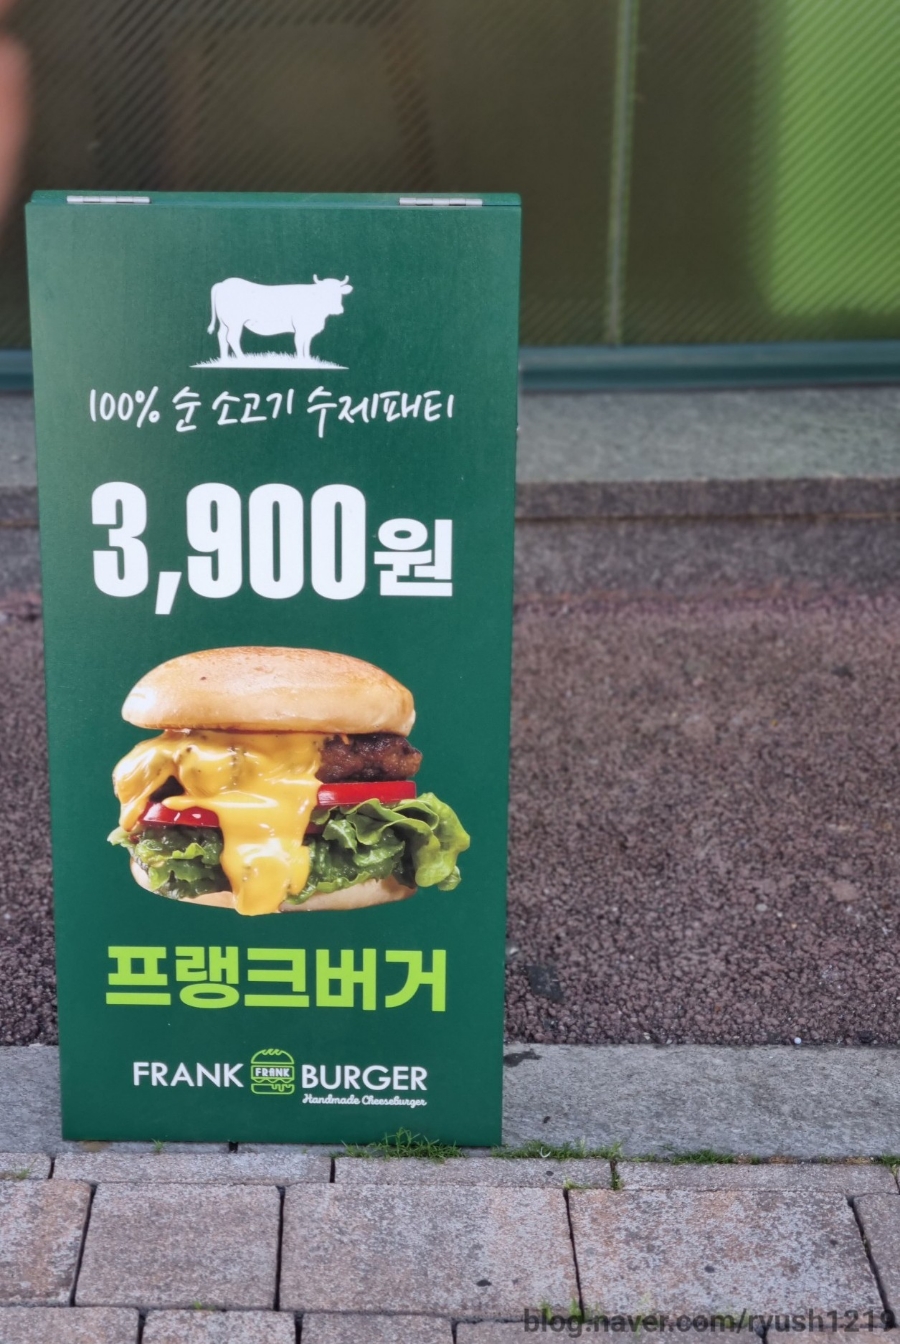 100% 순 소고기 수제패티
3,900원
프랭크버거
FRANK FRANK BURGER
Handmade Cheeseburger
blog.naver.com/ryush1219